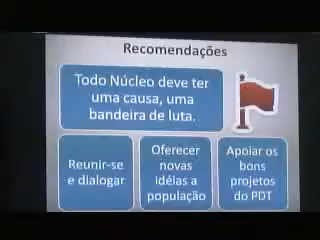 Recomendações
Todo Núcleo deve ter
uma causa, uma
bandeira de luta.
Reunir-se
e dialogar
Oferecer
novas
idéias a
população
Apoiar os
bons
projetos
do PDT